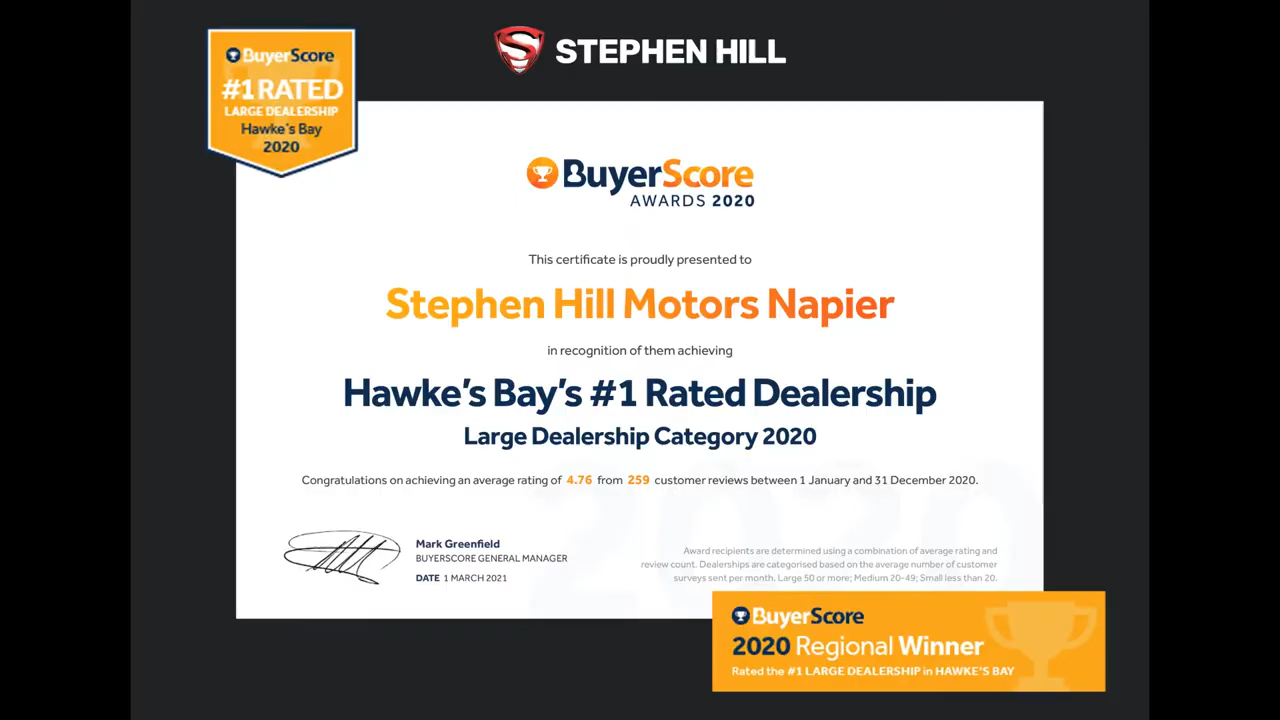 STEPHEN HILL
BuyerScore
#1 RATED
LARGE DEALERSHIP
Hawke's Bay
2020
BuyerScore
AWARDS 2020
This certificate is proudly presented to
Stephen Hill Motors Napier
in recognition of them achieving
Hawke's Bay's #1 Rated Dealership
Large Dealership Category 2020
Congratulations on achieving an average rating of 4.76 from 259 customer reviews between 1 January and 31 December 2020.
Mark Greenfield
BUYERSCORE GENERAL MANAGER
DATE 1 MARCH 2021
Award recipients are determined using a combination of average rating and
review count. Dealerships are categorised based on the average number of customer
surveys sent per month. Large 50 or more; Medium 20-49; Small less than 20.
2020
BuyerScore
2020 Regional Winner
Rated the #1 LARGE DEALERSHIP in HAWKE'S BAY